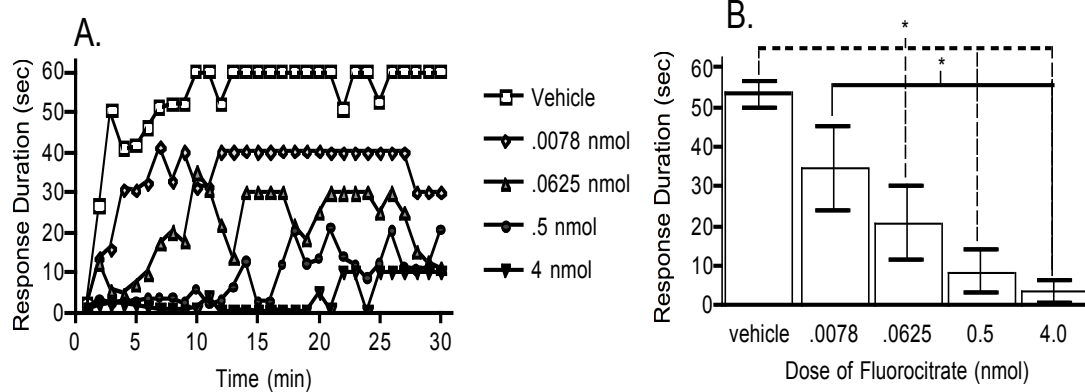 A.
Response Duration (sec)
60
50
40
30
20
10
0
0 5 10 15 20 25 30
Time (min)
Vehicle
.0078 nmol
.0625 nmol
.5 nmol
4 nmol
B.
*
*
Response Duration (sec)
60
50
40
30
20
10
0
vehicle .0078 .0625 0.5 4.0
Dose of Fluorocitrate (nmol)